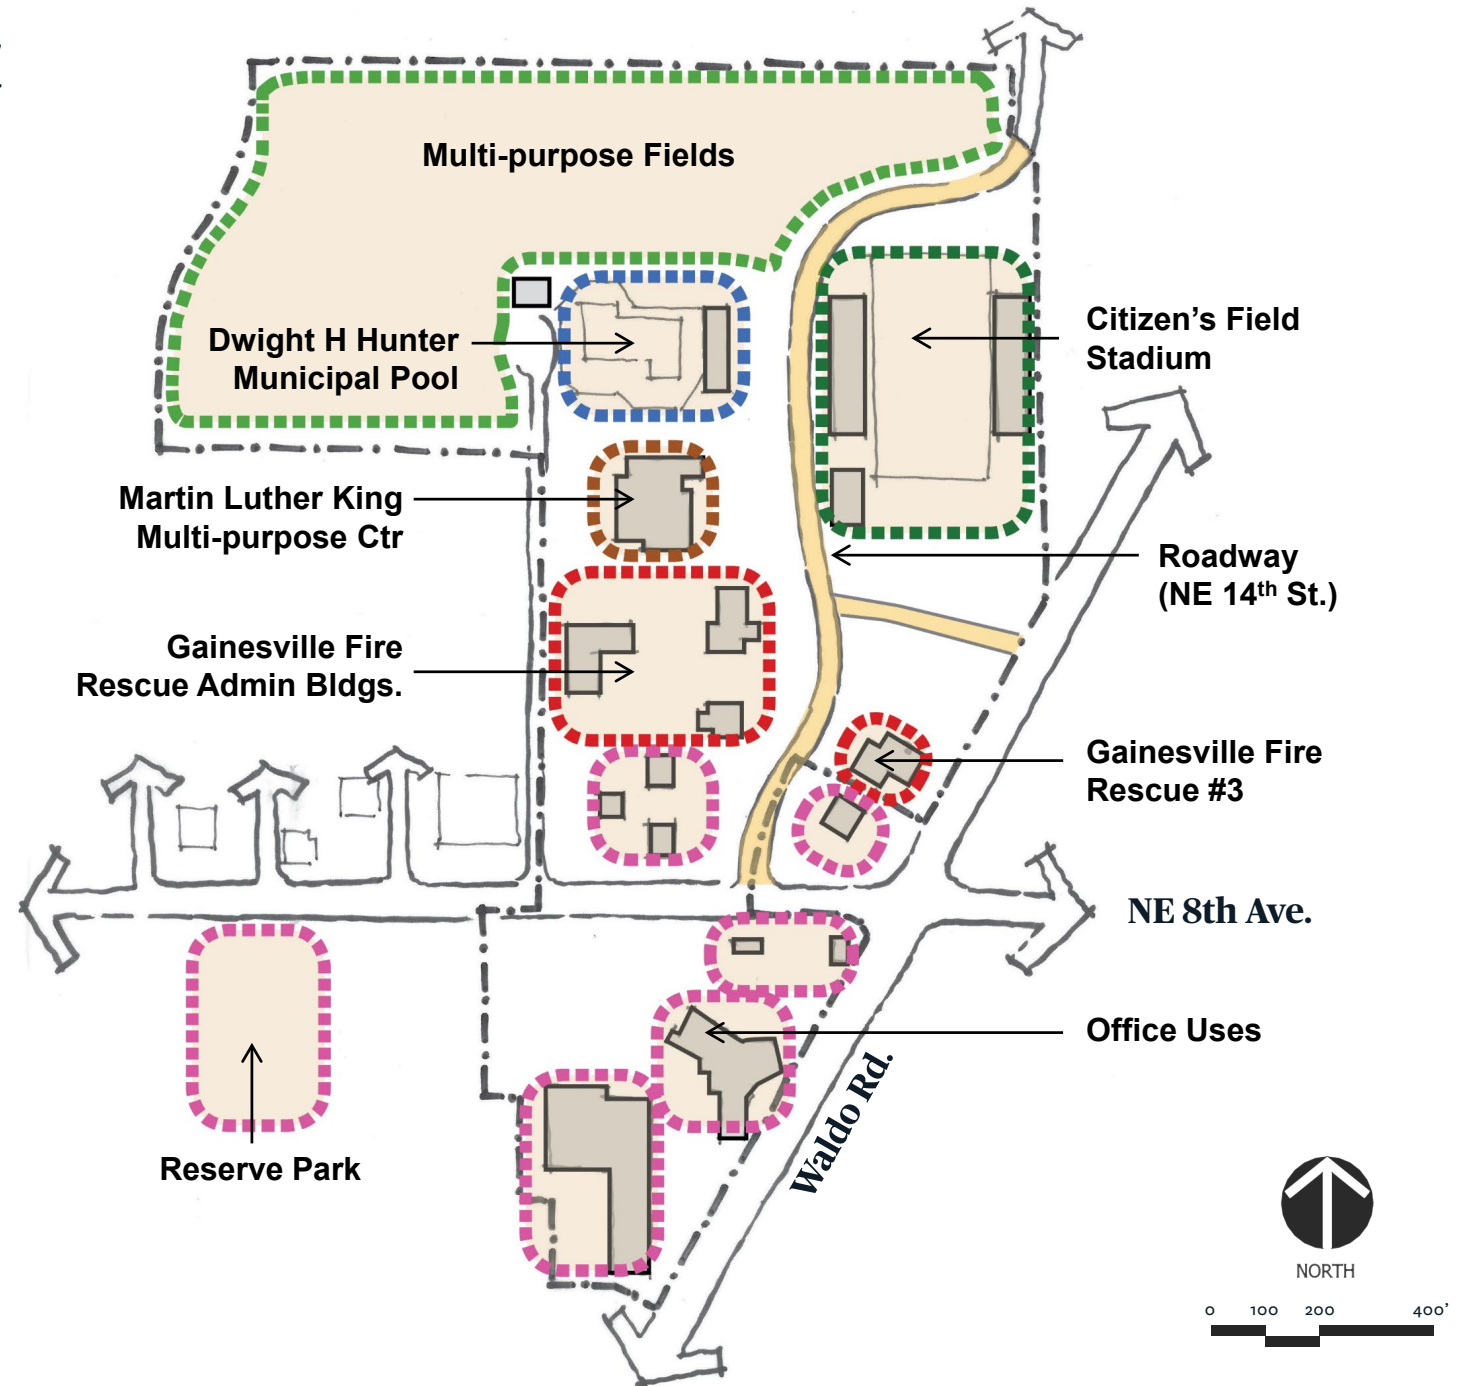 Multi-purpose Fields
Dwight H Hunter
Municipal Pool
Citizen's Field
Stadium
Martin Luther King
Multi-purpose Ctr
Roadway
(NE 14th St.)
Gainesville Fire
Rescue Admin Bldgs.
Gainesville Fire
Rescue #3
NE 8th Ave.
Office Uses
Waldo Rd.
Reserve Park
NORTH
0 100 200 400'